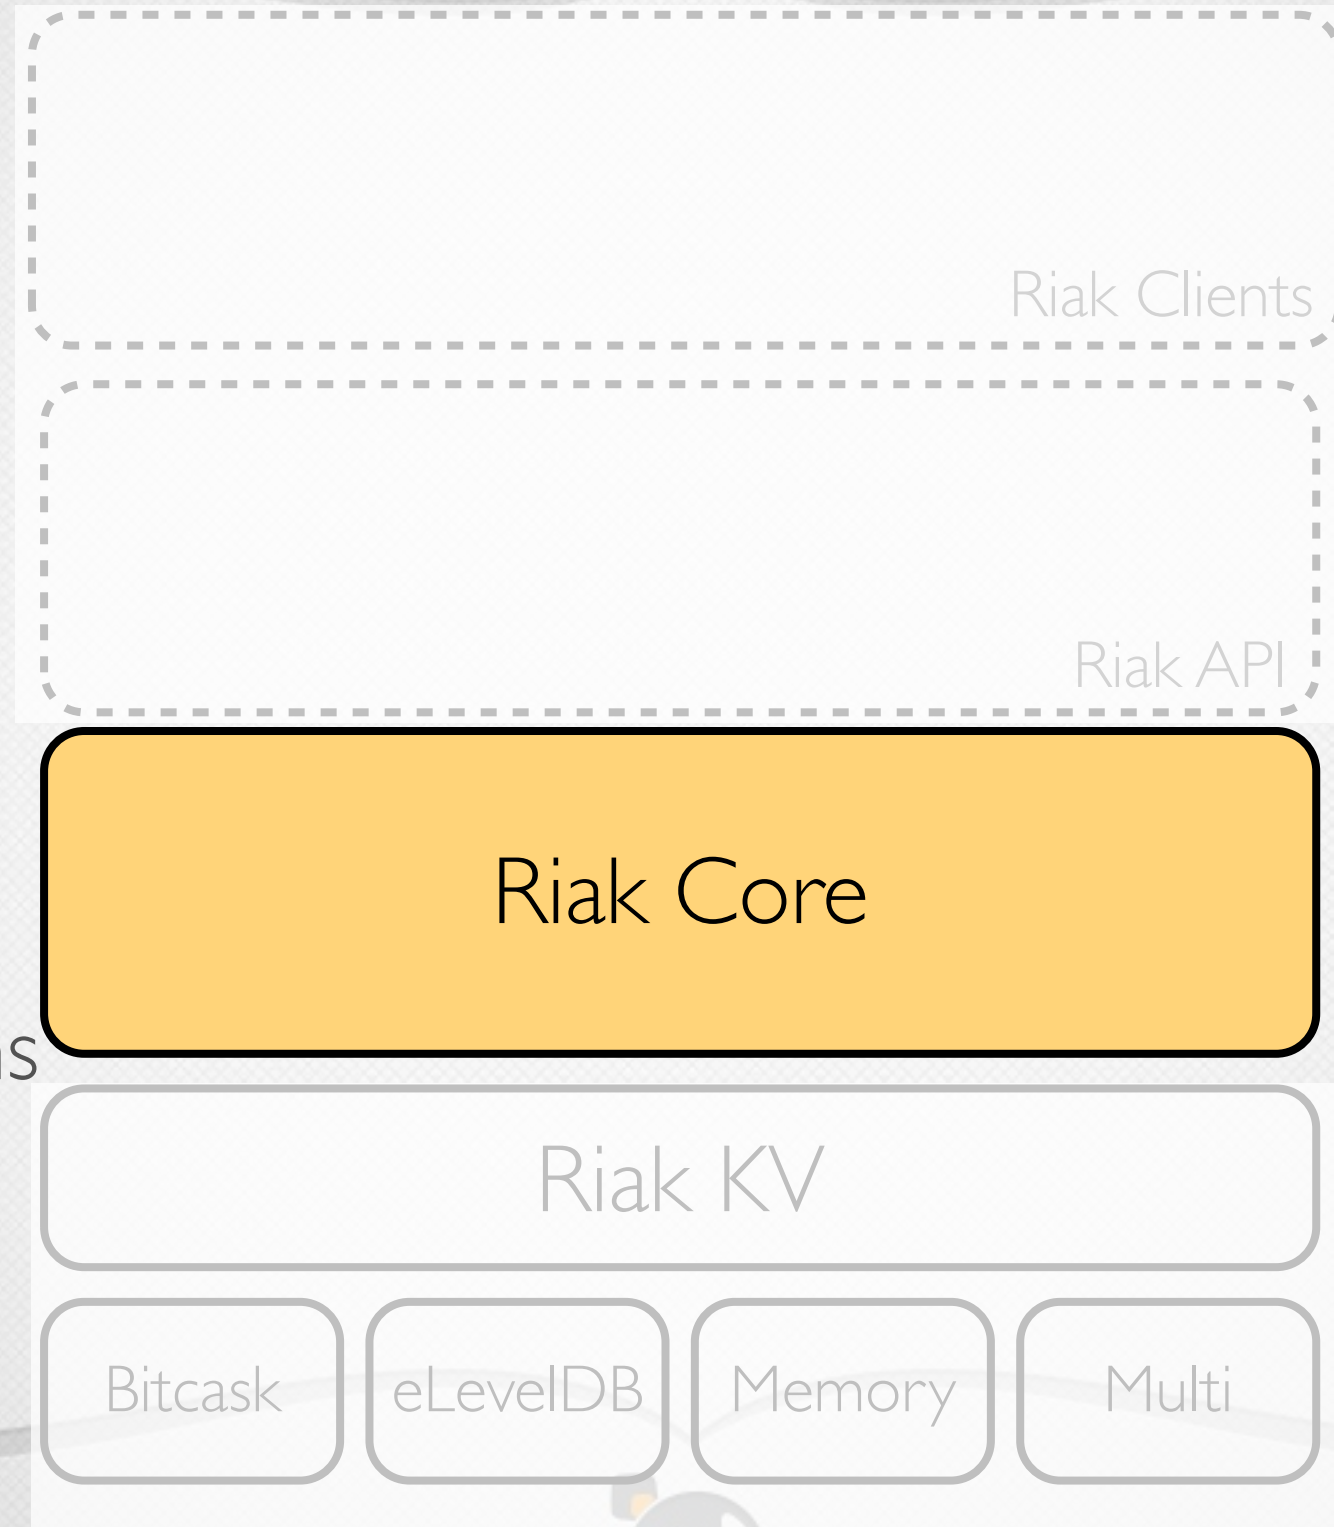 Riak Clients
Riak API
Riak Core
Riak KV
Bitcask
eLevelDB
Memory
Multi